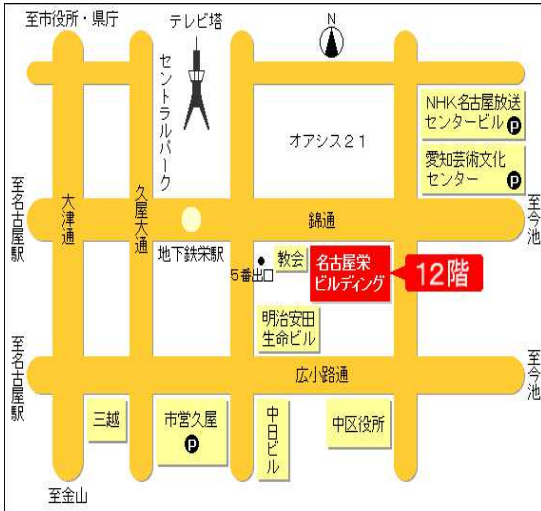 至市役所・県庁
テレビ塔
N
セントラルパーク
NHK名古屋放送
センタービル P
オアシス21
愛知芸術文化
センター P
至名古屋駅
大津通
久屋大通
錦通
至今池
地下鉄栄駅
5番出口
教会
名古屋栄
ビルディング
12階
明治安田
生命ビル
至名古屋駅
広小路通
至今池
三越
市営久屋
P
中日ビル
中区役所
至金山